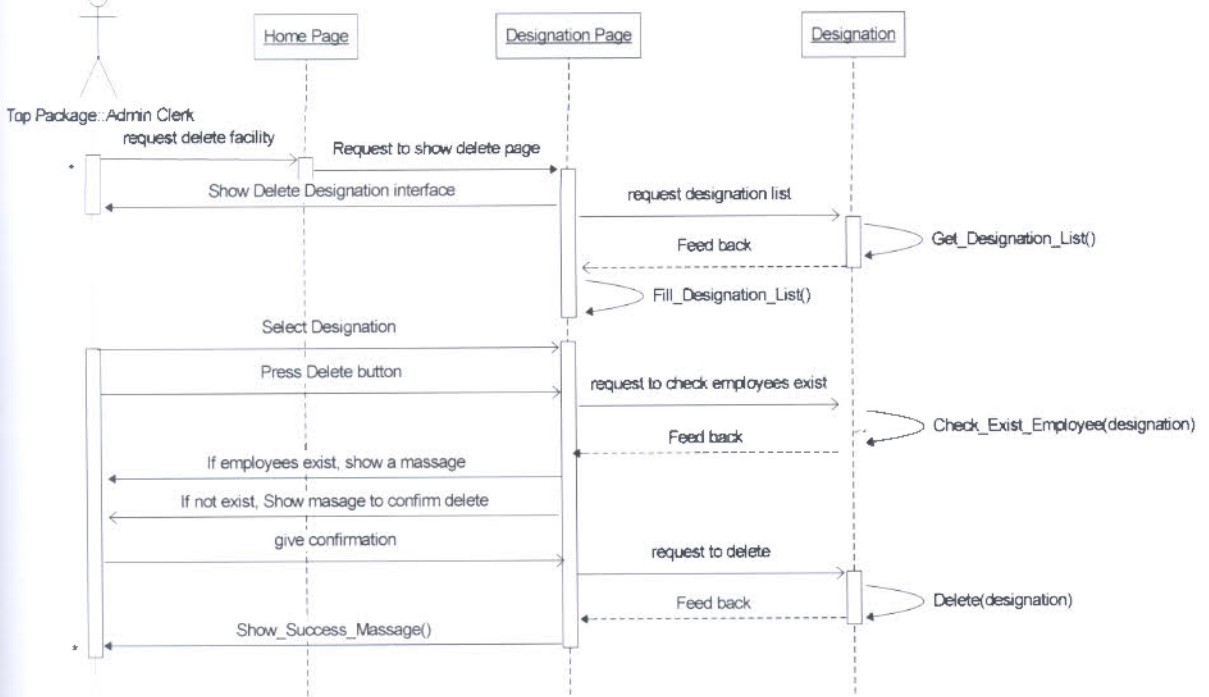 Home Page
Designation Page
Designation
Top Package::Admin Clerk
request delete facility
Request to show delete page
*
Show Delete Designation interface
request designation list
Get_Designation_List()
Feed back
Fill_Designation_List()
Select Designation
Press Delete button
request to check employees exist
Check_Exist_Employee(designation)
Feed back
If employees exist, show a massage
If not exist, Show masage to confirm delete
give confirmation
request to delete
Delete(designation)
Feed back
Show_Success_Massage()
*